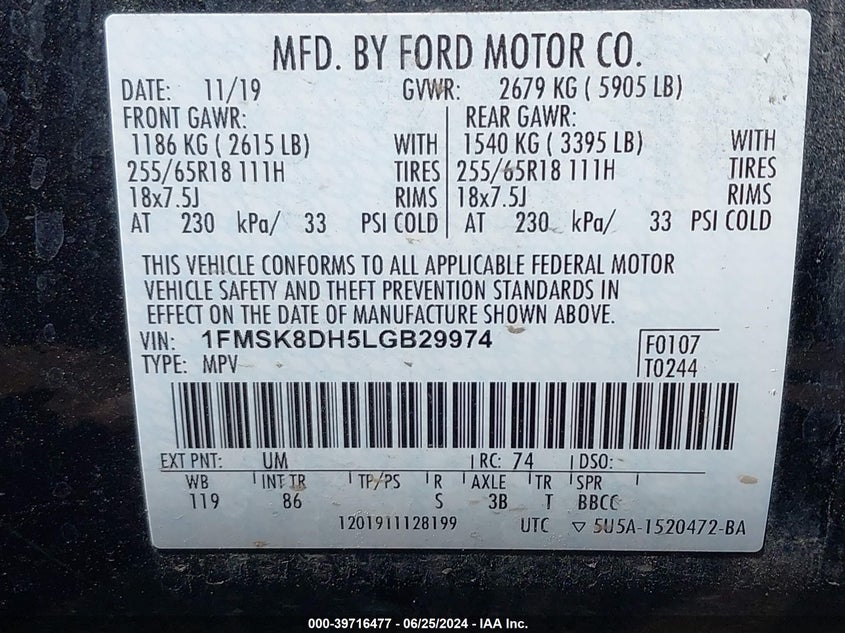 MFD. BY FORD MOTOR CO.
DATE: 11/19 GVWR: 2679 KG ( 5905 LB)
FRONT GAWR: REAR GAWR:
1186 KG ( 2615 LB) WITH 1540 KG ( 3395 LB) WITH
255/65R18 111H TIRES 255/65R18 111H TIRES
18x7.5J RIMS 18x7.5J RIMS
AT 230 kPa/ 33 PSI COLD AT 230 kPa/ 33 PSI COLD
THIS VEHICLE CONFORMS TO ALL APPLICABLE FEDERAL MOTOR
VEHICLE SAFETY AND THEFT PREVENTION STANDARDS IN
EFFECT ON THE DATE OF MANUFACTURE SHOWN ABOVE.
VIN: 1FMSK8DH5LGB29974 F0107
TYPE: MPV T0244
EXT PNT: UM RC: 74 DSO:
WB INT TR TP/PS R AXLE TR SPR
119 86 S 3B T BBCC
1201911128199 UTC ▽ 5U5A-1520472-BA
000-39716477 - 06/25/2024 - IAA Inc.